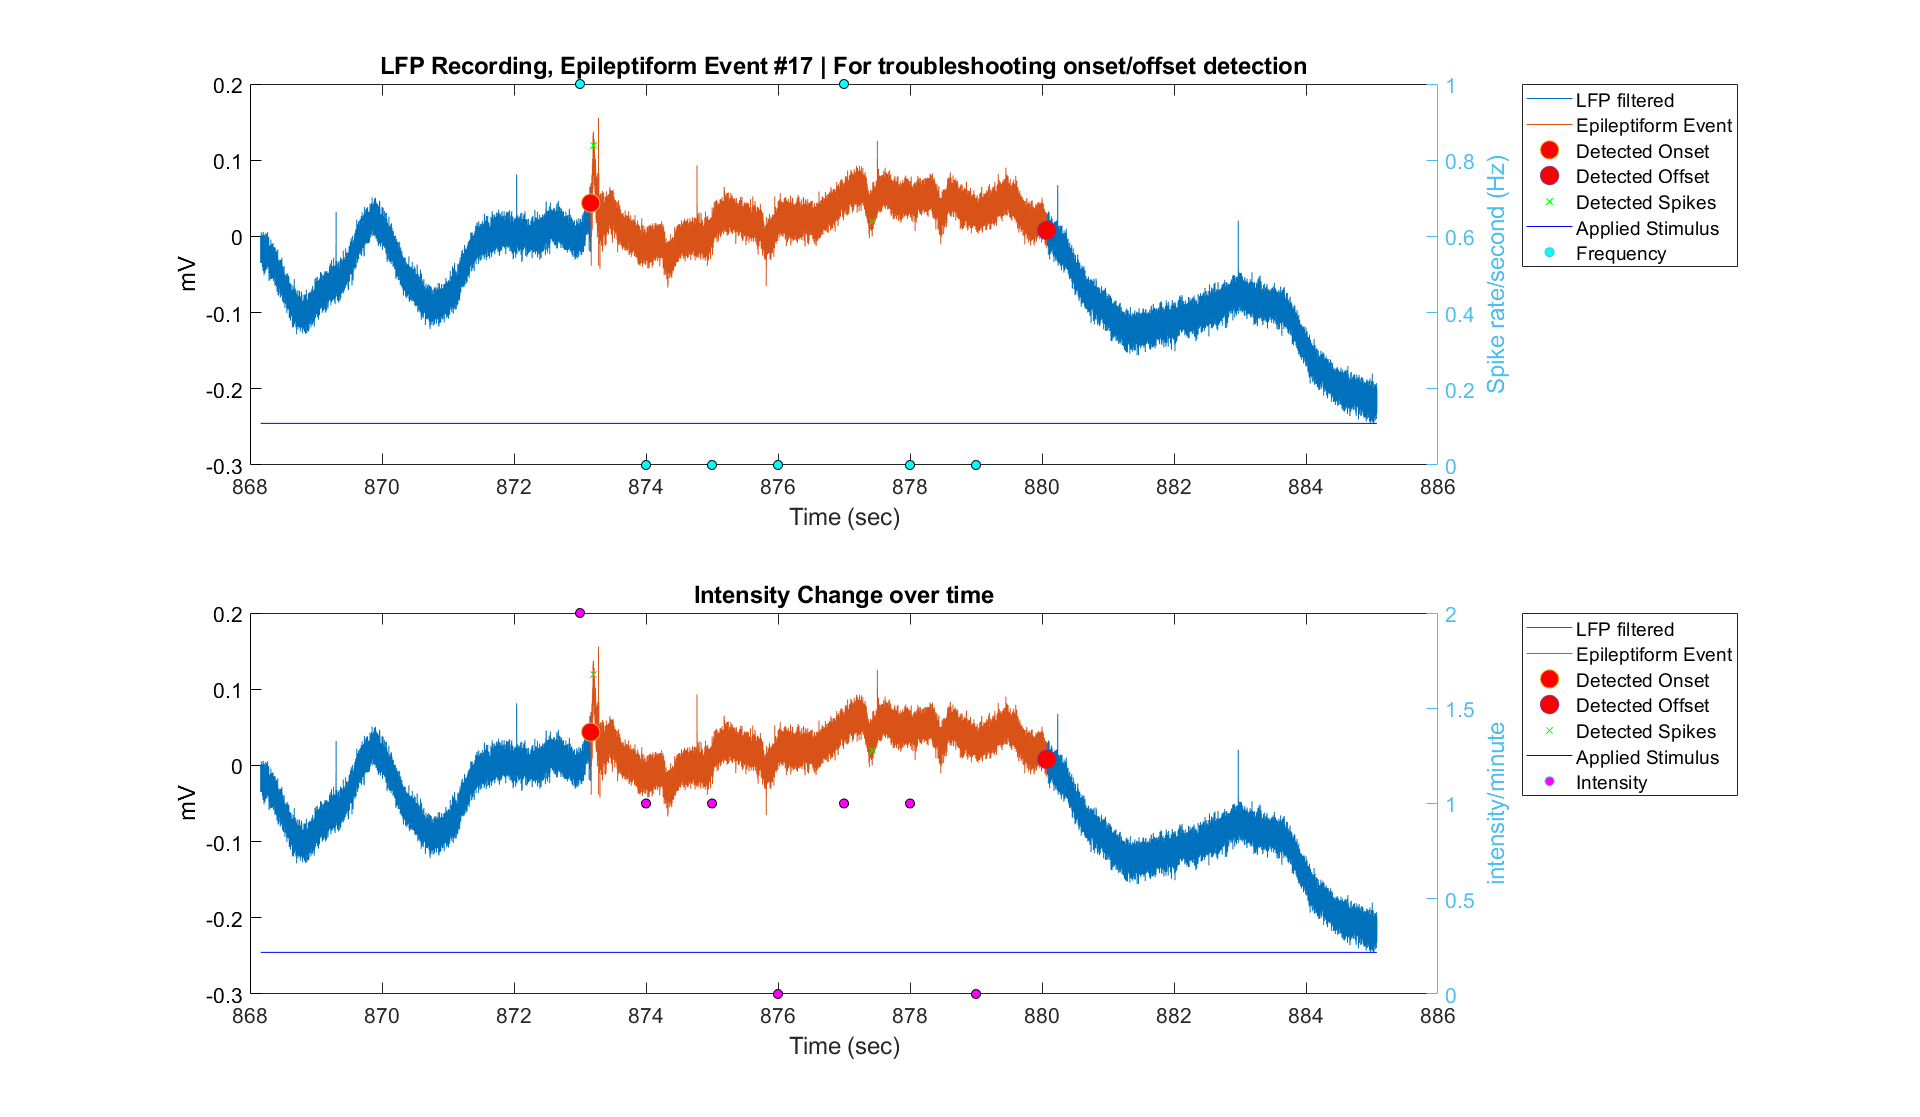 LFP Recording, Epileptiform Event #17 | For troubleshooting onset/offset detection
0.2
0.1
0
-0.1
-0.2
-0.3
mV
868 870 872 874 876 878 880 882 884 886
Time (sec)
1
0.8
0.6
0.4
0.2
0
Spike rate/second (Hz)
LFP filtered
Epileptiform Event
Detected Onset
Detected Offset
Detected Spikes
Applied Stimulus
Frequency
Intensity Change over time
0.2
0.1
0
-0.1
-0.2
-0.3
mV
868 870 872 874 876 878 880 882 884 886
Time (sec)
2
1.5
1
0.5
0
intensity/minute
LFP filtered
Epileptiform Event
Detected Onset
Detected Offset
Detected Spikes
Applied Stimulus
Intensity